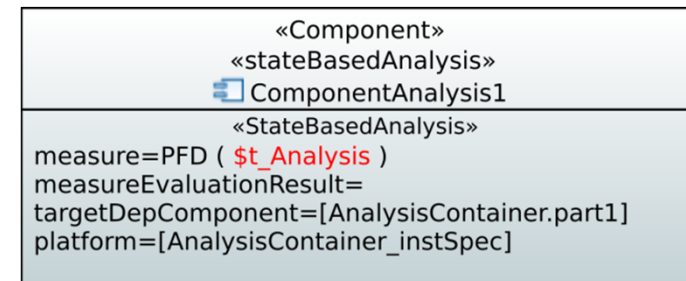 «Component»
«stateBasedAnalysis»
ComponentAnalysis1
«StateBasedAnalysis»
measure=PFD ( $t_Analysis )
measureEvaluationResult=
targetDepComponent=[AnalysisContainer.part1]
platform=[AnalysisContainer_instSpec]